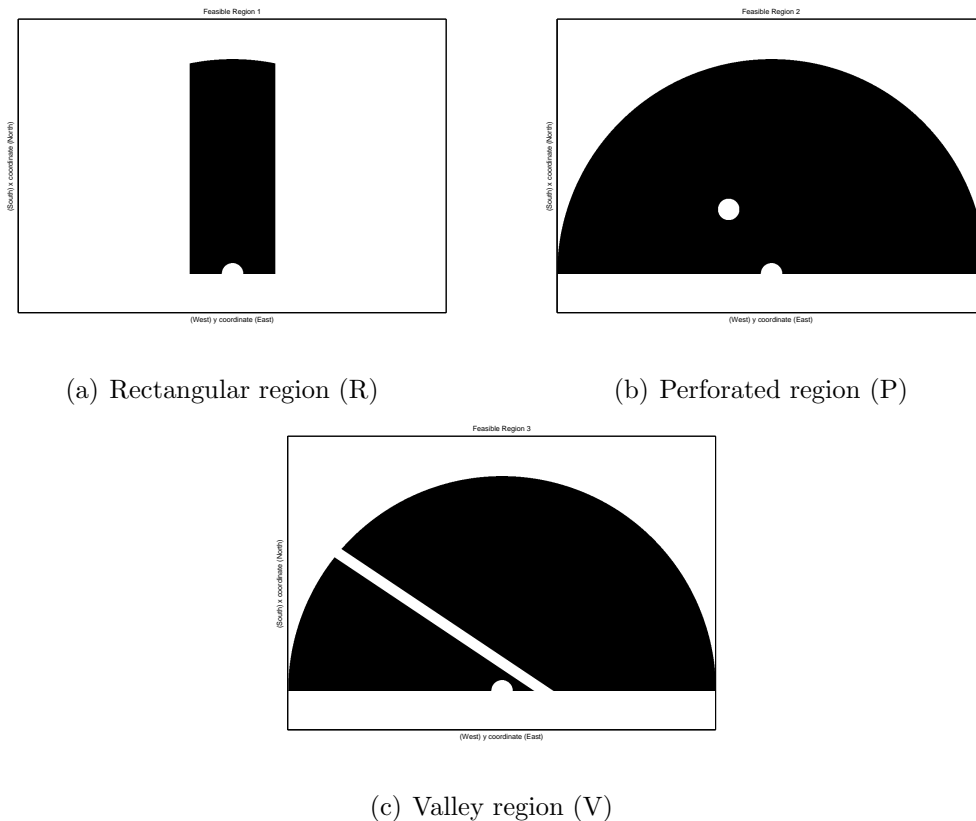 Feasible Region 1
(South) x coordinate (North)
(West) y coordinate (East)
(a) Rectangular region (R)
Feasible Region 2
(South) x coordinate (North)
(West) y coordinate (East)
(b) Perforated region (P)
Feasible Region 3
(South) x coordinate (North)
(West) y coordinate (East)
(c) Valley region (V)